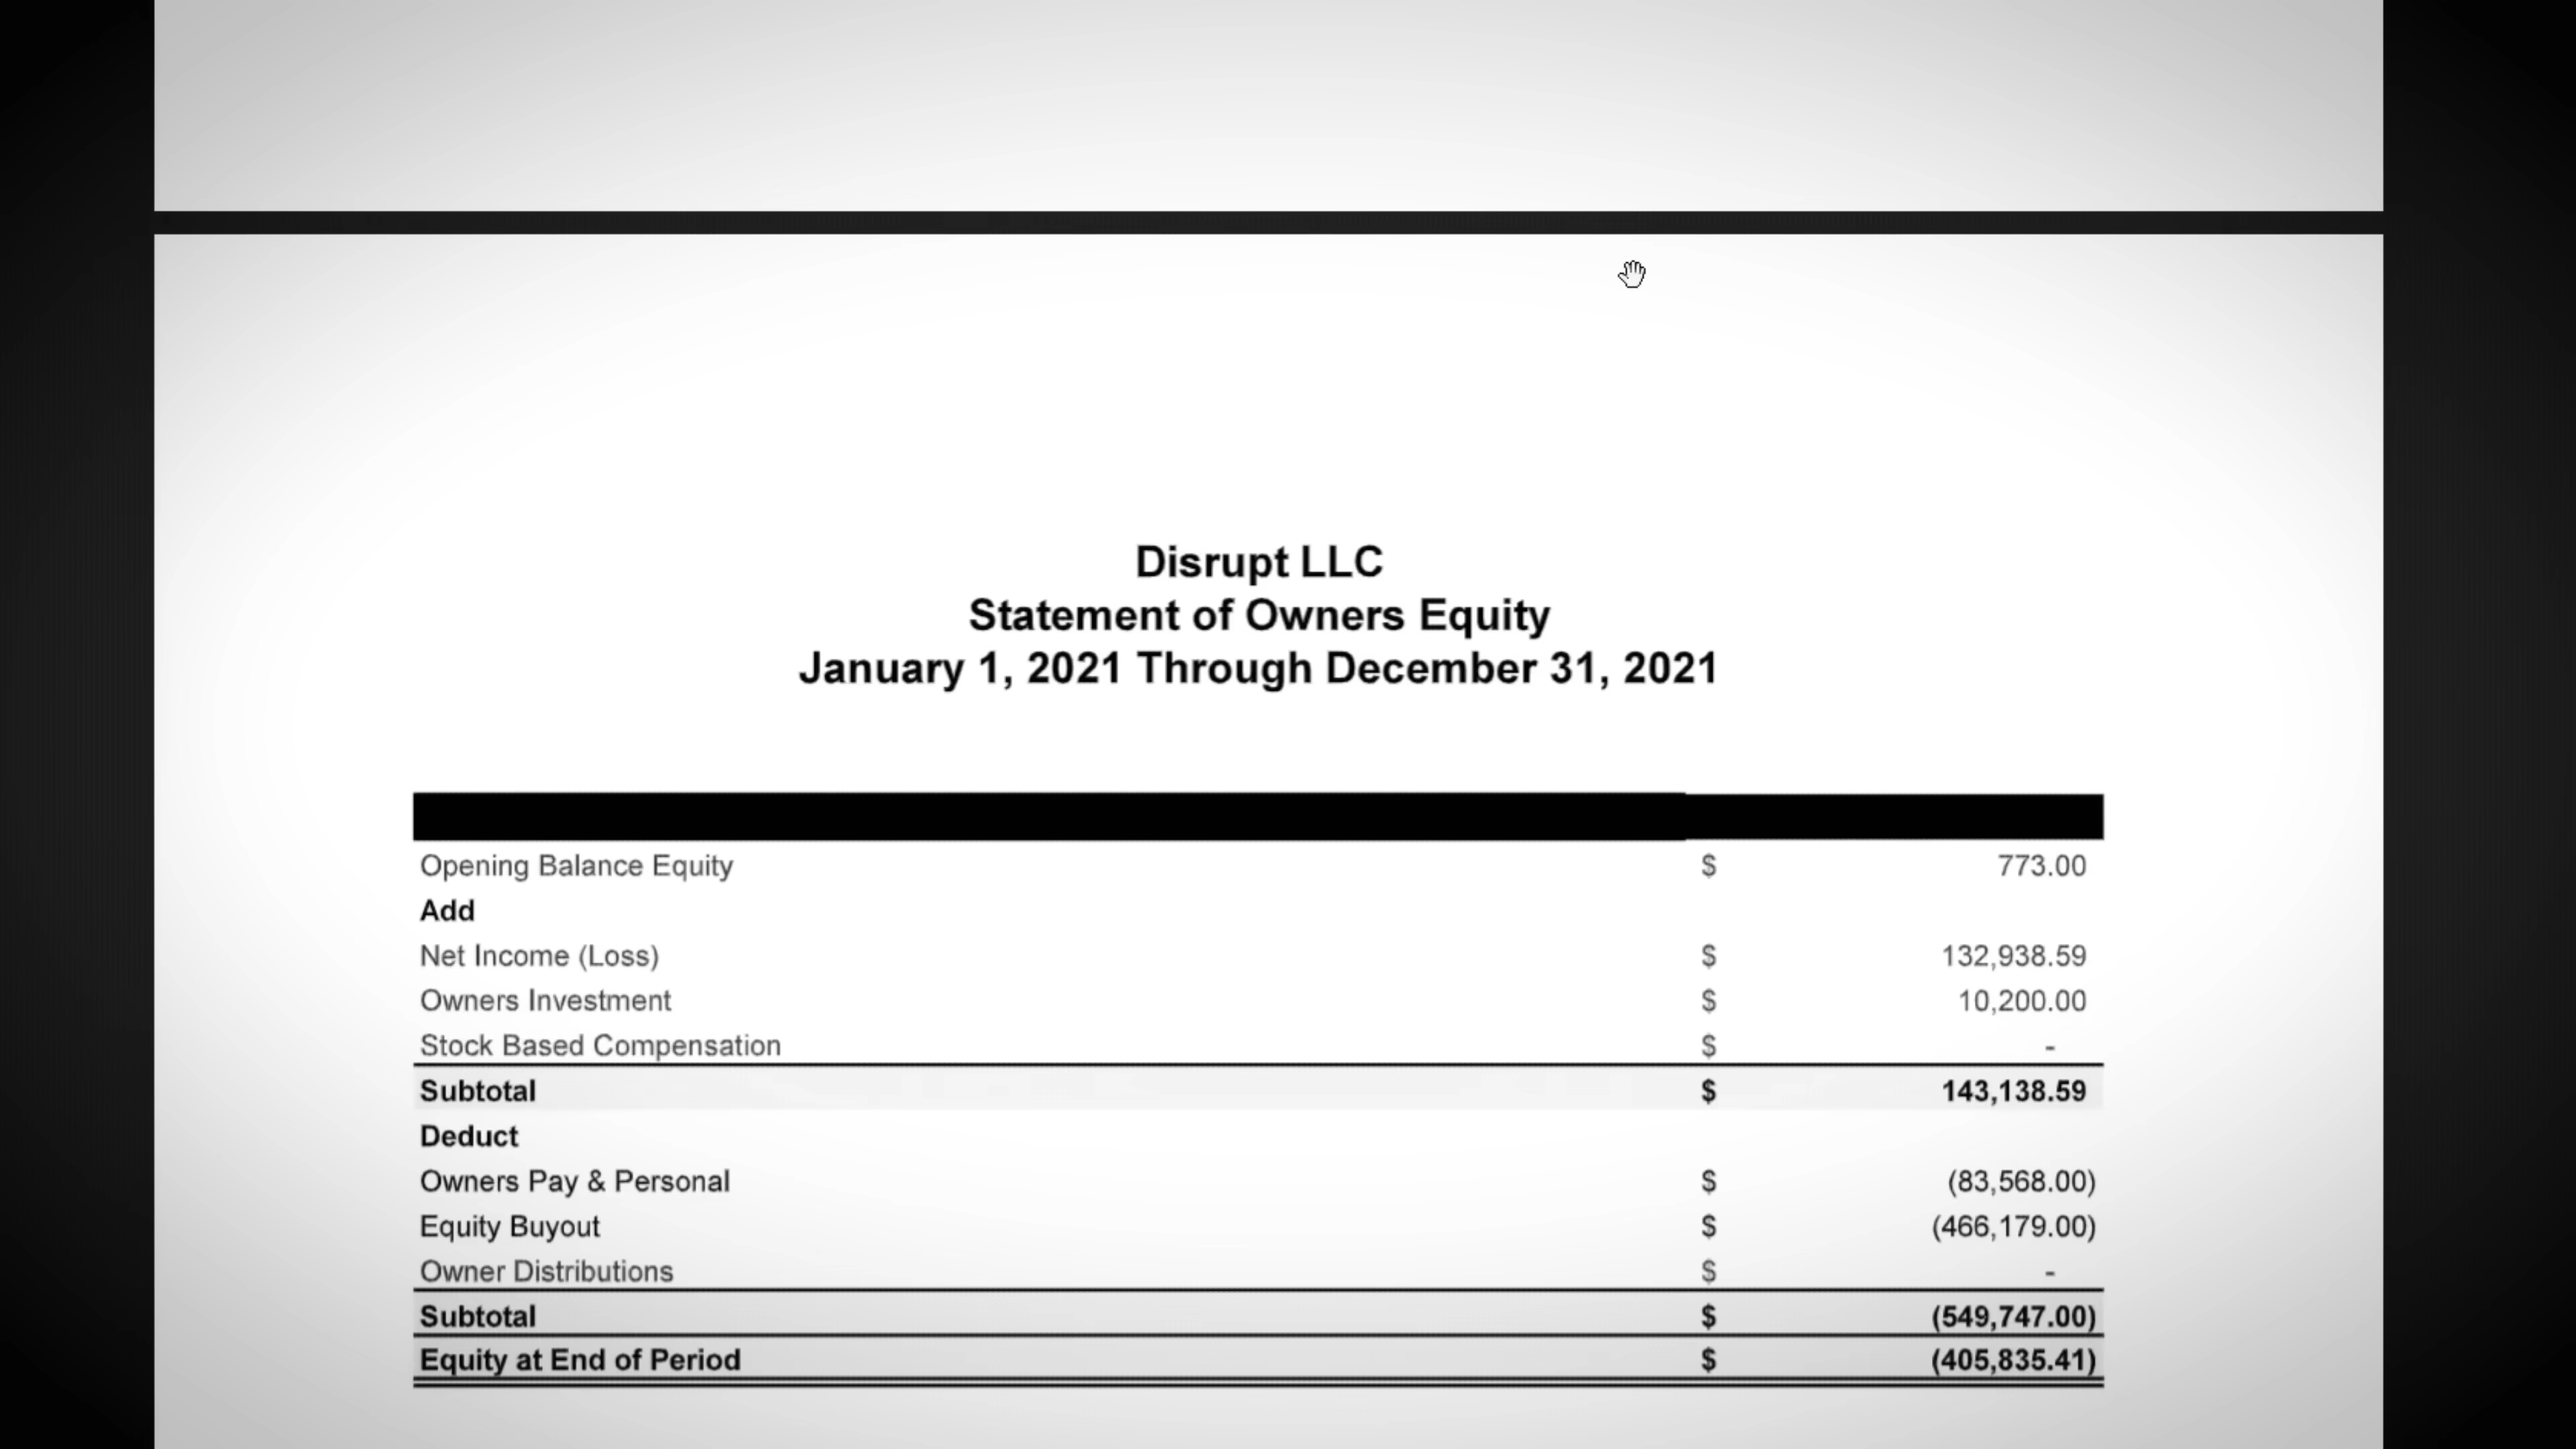 Disrupt LLC
Statement of Owners Equity
January 1, 2021 Through December 31, 2021
Opening Balance Equity $ 773.00
Add
Net Income (Loss) $ 132,938.59
Owners Investment $ 10,200.00
Stock Based Compensation $ -
Subtotal $ 143,138.59
Deduct
Owners Pay & Personal $ (83,568.00)
Equity Buyout $ (466,179.00)
Owner Distributions $ -
Subtotal $ (549,747.00)
Equity at End of Period $ (405,835.41)